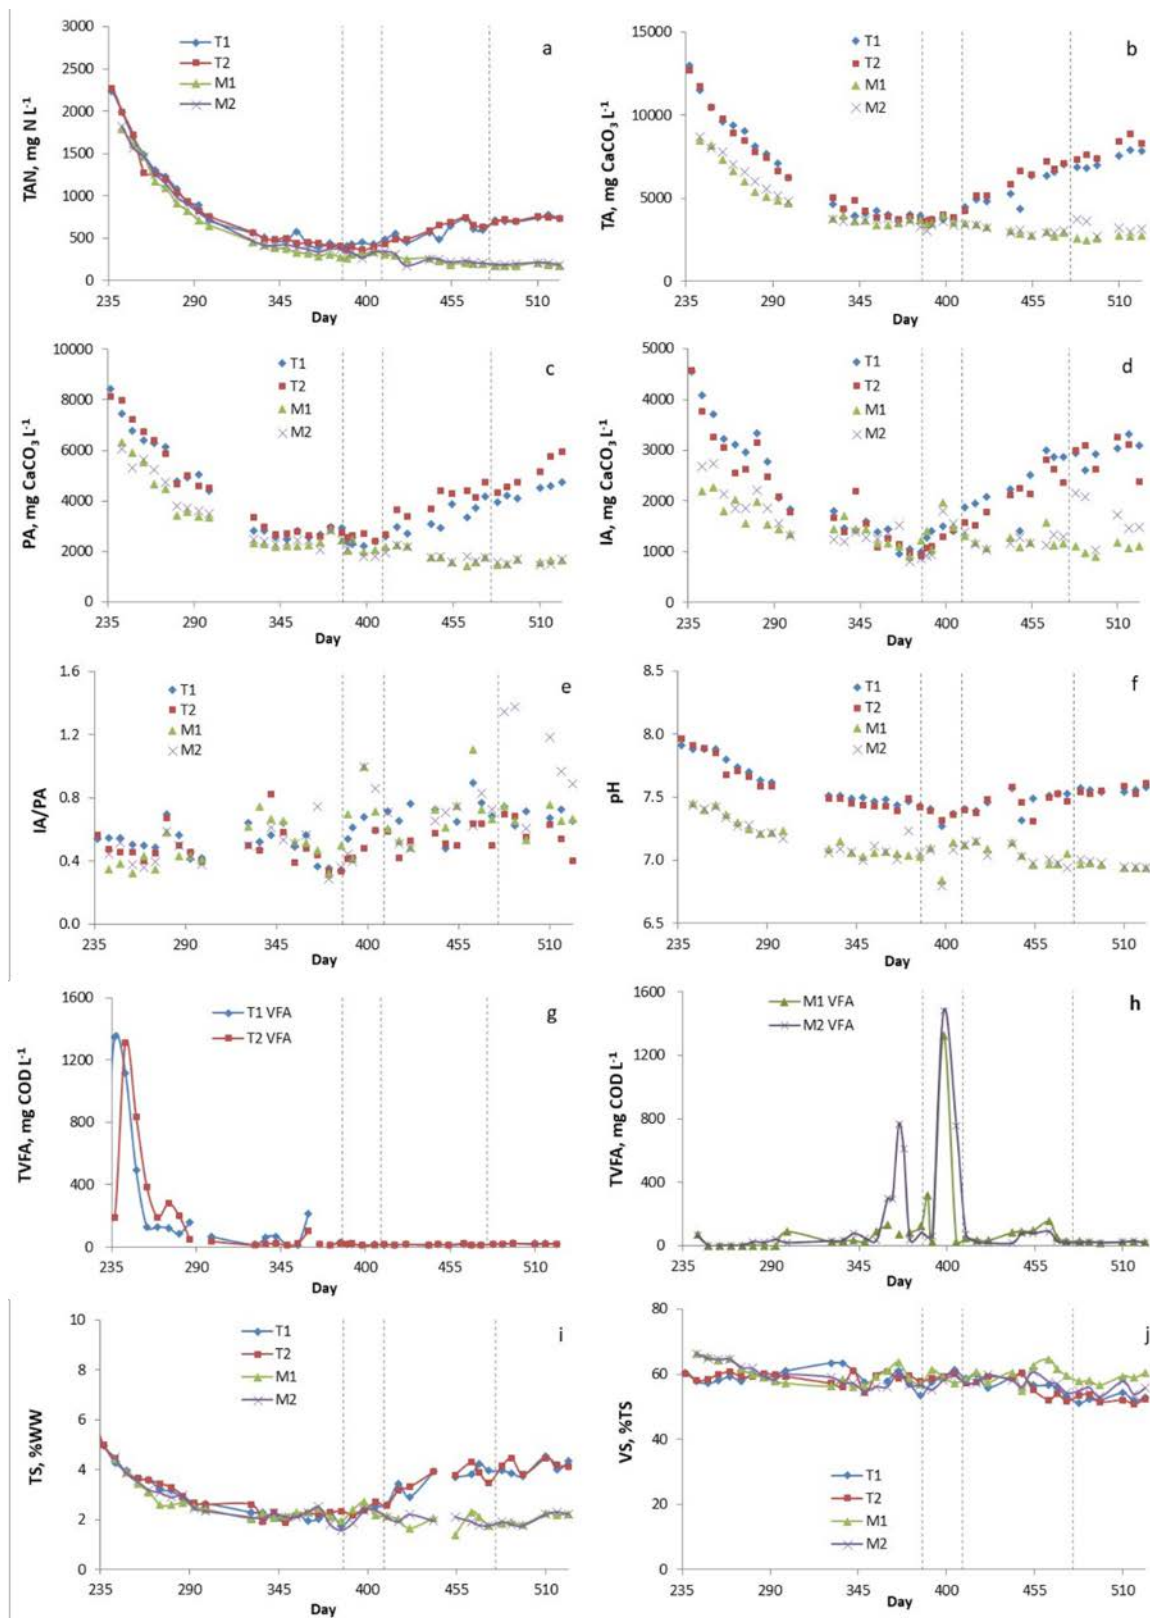 a
TAN, mg N L-1
3000
2500
2000
1500
1000
500
0
T1
T2
M1
M2
235 290 345 400 455 510
Day
b
TA, mg CaCO3 L-1
15000
10000
5000
0
T1
T2
M1
M2
235 290 345 400 455 510
Day
c
PA, mg CaCO3 L-1
10000
8000
6000
4000
2000
0
T1
T2
M1
M2
235 290 345 400 455 510
Day
d
IA, mg CaCO3 L-1
5000
4000
3000
2000
1000
0
T1
T2
M1
M2
235 290 345 400 455 510
Day
e
IA/PA
1.6
1.2
0.8
0.4
0.0
T1
T2
M1
M2
235 290 345 400 455 510
Day
f
pH
8.5
8.0
7.5
7.0
6.5
T1
T2
M1
M2
235 290 345 400 455 510
Day
g
TVFA, mg COD L-1
1600
1200
800
400
0
T1 VFA
T2 VFA
235 290 345 400 455 510
Day
h
TVFA, mg COD L-1
1600
1200
800
400
0
M1 VFA
M2 VFA
235 290 345 400 455 510
Day
i
TS, %WW
10
8
6
4
2
0
T1
T2
M1
M2
235 290 345 400 455 510
Day
j
VS, %TS
80
60
40
20
0
T1
T2
M1
M2
235 290 345 400 455 510
Day